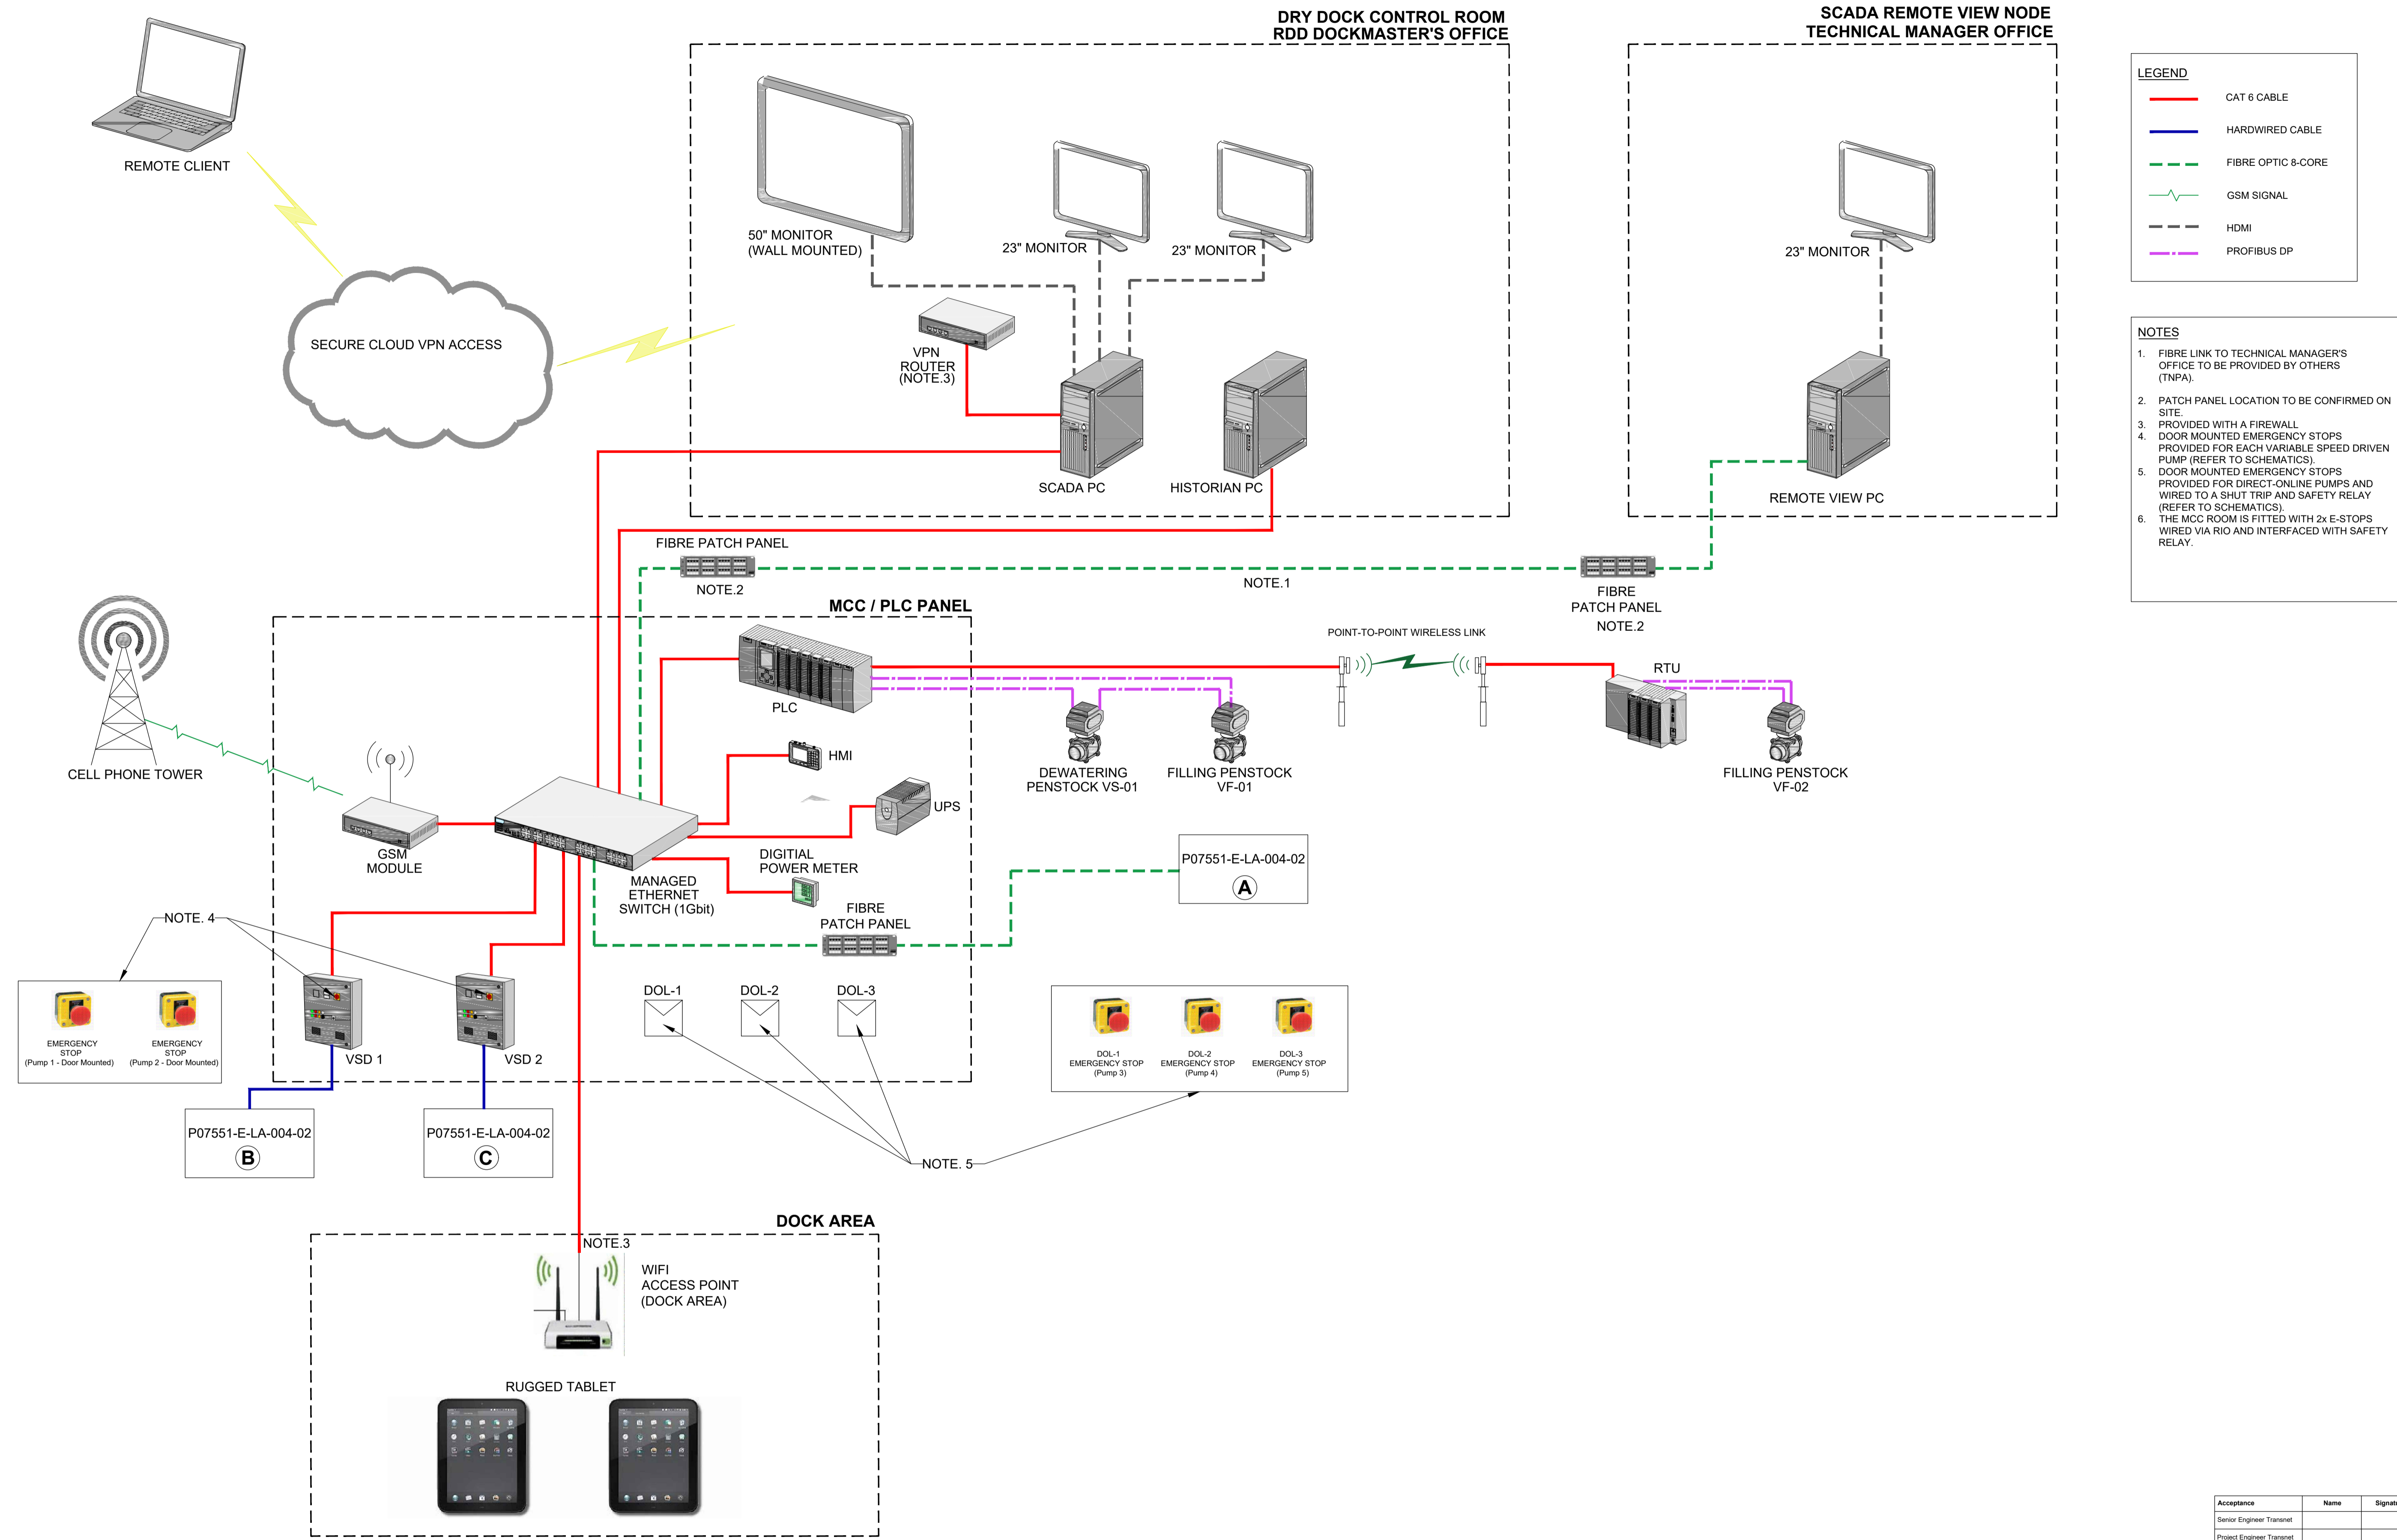 DRY DOCK CONTROL ROOM
RDD DOCKMASTER'S OFFICE
SCADA REMOTE VIEW NODE
TECHNICAL MANAGER OFFICE
REMOTE CLIENT
SECURE CLOUD VPN ACCESS
50" MONITOR
(WALL MOUNTED)
23" MONITOR
23" MONITOR
VPN
ROUTER
(NOTE.3)
SCADA PC
HISTORIAN PC
23" MONITOR
REMOTE VIEW PC
LEGEND
CAT 6 CABLE
HARDWIRED CABLE
FIBRE OPTIC 8-CORE
GSM SIGNAL
HDMI
PROFIBUS DP
NOTES
1. FIBRE LINK TO TECHNICAL MANAGER'S
OFFICE TO BE PROVIDED BY OTHERS
(TNPA).
2. PATCH PANEL LOCATION TO BE CONFIRMED ON
SITE.
3. PROVIDED WITH A FIREWALL
4. DOOR MOUNTED EMERGENCY STOPS
PROVIDED FOR EACH VARIABLE SPEED DRIVEN
PUMP (REFER TO SCHEMATICS).
5. DOOR MOUNTED EMERGENCY STOPS
PROVIDED FOR DIRECT-ONLINE PUMPS AND
WIRED TO A SHUT TRIP AND SAFETY RELAY
(REFER TO SCHEMATICS).
6. THE MCC ROOM IS FITTED WITH 2x E-STOPS
WIRED VIA RIO AND INTERFACED WITH SAFETY
RELAY.
FIBRE PATCH PANEL
NOTE.2
NOTE.1
FIBRE
PATCH PANEL
NOTE.2
MCC / PLC PANEL
POINT-TO-POINT WIRELESS LINK
RTU
PLC
HMI
UPS
CELL PHONE TOWER
GSM
MODULE
MANAGED
ETHERNET
SWITCH (1Gbit)
DIGITIAL
POWER METER
DEWATERING
PENSTOCK VS-01
FILLING PENSTOCK
VF-01
FILLING PENSTOCK
VF-02
P07551-E-LA-004-02
A
FIBRE
PATCH PANEL
NOTE. 4
EMERGENCY
STOP
(Pump 1 - Door Mounted)
EMERGENCY
STOP
(Pump 2 - Door Mounted)
VSD 1
VSD 2
DOL-1
DOL-2
DOL-3
DOL-1
EMERGENCY STOP
(Pump 3)
DOL-2
EMERGENCY STOP
(Pump 4)
DOL-3
EMERGENCY STOP
(Pump 5)
P07551-E-LA-004-02
B
P07551-E-LA-004-02
C
NOTE. 5
DOCK AREA
NOTE.3
WIFI
ACCESS POINT
(DOCK AREA)
RUGGED TABLET
Acceptance Name Signat
Senior Engineer Transnet
Project Engineer Transnet